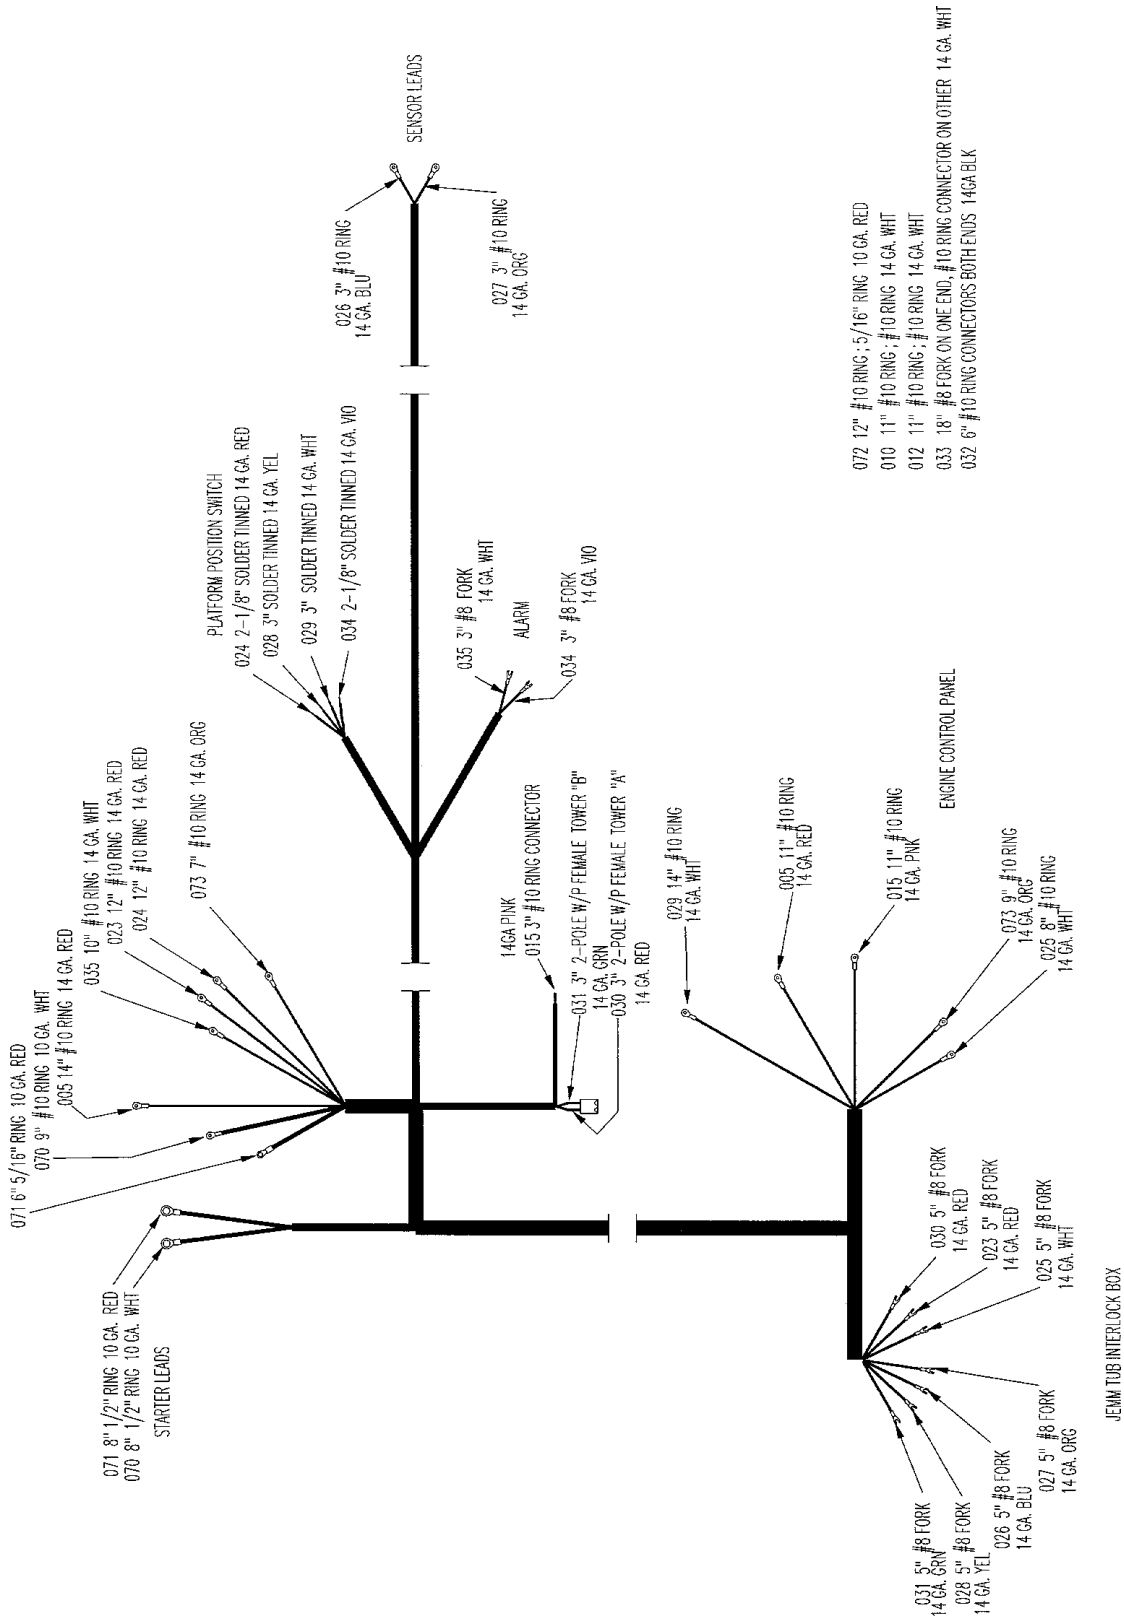 071 8" 1/2" RING 10 GA. RED
070 8" 1/2" RING 10 GA. WHT
STARTER LEADS
071 6" 5/16" RING 10 GA. RED
070 9" #10 RING 10 GA. WHT
005 14" #10 RING 14 GA. RED
035 10" #10 RING 14 GA. WHT
023 12" #10 RING 14 GA. RED
024 12" #10 RING 14 GA. RED
073 7" #10 RING 14 GA. ORG
PLATFORM POSITION SWITCH
024 2-1/8" SOLDER TINNED 14 GA. RED
028 3" SOLDER TINNED 14 GA. YEL
029 3" SOLDER TINNED 14 GA. WHT
034 2-1/8" SOLDER TINNED 14 GA. VIO
026 3" #10 RING
14 GA. BLU
SENSOR LEADS
027 3" #10 RING
14 GA. ORG
035 3" #8 FORK
14 GA. WHT
ALARM
034 3" #8 FORK
14 GA. VIO
14GA PINK
015 3" #10 RING CONNECTOR
031 3" 2-POLE W/P FEMALE TOWER "B"
14 GA. GRN
030 3" 2-POLE W/P FEMALE TOWER "A"
14 GA. RED
029 14" #10 RING
14 GA. WHT
005 11" #10 RING
14 GA. RED
015 11" #10 RING
14 GA. PNK
ENGINE CONTROL PANEL
073 9" #10 RING
14 GA. ORG
025 8" #10 RING
14 GA. WHT
072 12" #10 RING; 5/16" RING 10 GA. RED
010 11" #10 RING; #10 RING 14 GA. WHT
012 11" #10 RING; #10 RING 14 GA. WHT
033 18" #8 FORK ON ONE END, #10 RING CONNECTOR ON OTHER 14 GA. WHT
032 6" #10 RING CONNECTORS BOTH ENDS 14GA BLK
030 5" #8 FORK
14 GA. RED
023 5" #8 FORK
14 GA. RED
025 5" #8 FORK
14 GA. WHT
031 5" #8 FORK
14 GA. GRN
028 5" #8 FORK
14 GA. YEL
026 5" #8 FORK
14 GA. BLU
027 5" #8 FORK
14 GA. ORG
JEMM TUB INTERLOCK BOX